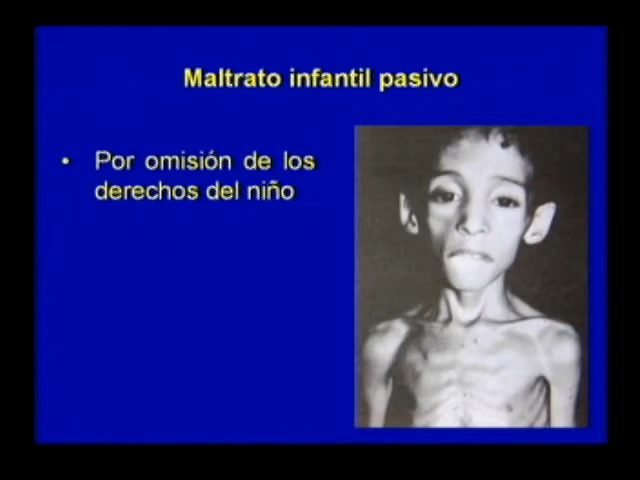 Maltrato infantil pasivo
• Por omisión de los
derechos del niño